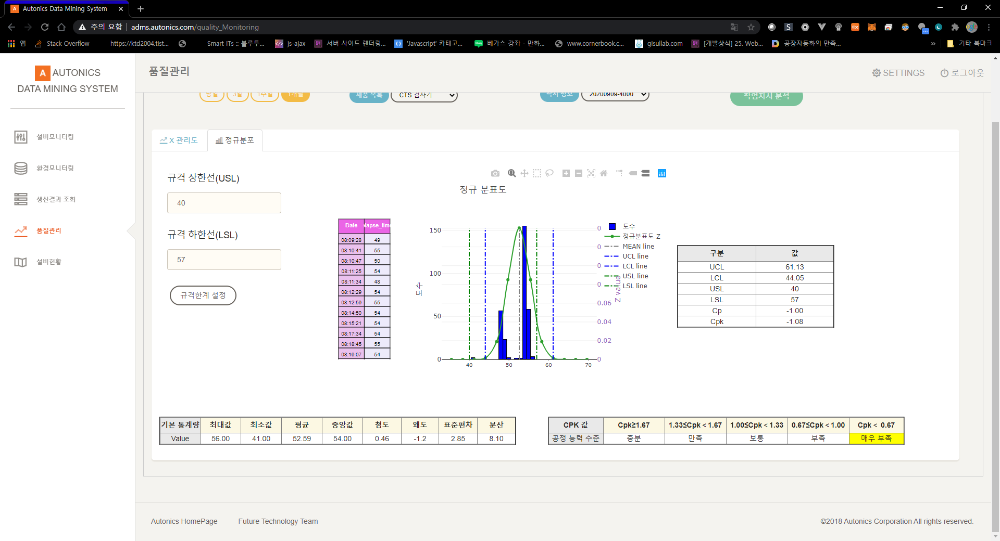 Autonics Data Mining System
주의 요함
adms.autonics.com/quality_Monitoring
앱
Stack Overflow
https://ktd2004.tist...
Smart ITs :: 블루투...
js-ajax
서버 사이드 렌더링...
'Javascript' 카테고...
베가스 강좌 - 만화...
www.cornerbook.c...
gisullab.com
[개발상식] 25. Web...
공장자동화의 만족...
»
기타 북마크
A AUTONICS
DATA MINING SYSTEM
품질관리
SETTINGS
로그아웃
설비모니터링
환경모니터링
생산결과 조회
품질관리
설비현황
당일
3일
1주일
1개월
제품 목록
CTS 검사기
작지 정보
20200909-4000
작업지시 분석
X 관리도
정규분포
규격 상한선(USL)
40
규격 하한선(LSL)
57
규격한계 설정
정규 분표도
Date elapse_time
08:09:28 49
08:10:41 55
08:10:47 50
08:11:25 54
08:11:34 48
08:12:29 54
08:12:59 55
08:14:50 54
08:15:21 54
08:17:34 54
08:18:45 55
08:19:07 54
도수
150
100
50
0
40
50
60
70
0
0
0
0
0.06
0.04
0.02
0
Z value
도수
정규분표도 Z
MEAN line
UCL line
LCL line
USL line
LSL line
구분 값
UCL 61.13
LCL 44.05
USL 40
LSL 57
Cp -1.00
Cpk -1.08
기본 통계량 최대값 최소값 평균 중앙값 첨도 왜도 표준편차 분산
Value 56.00 41.00 52.59 54.00 0.46 -1.2 2.85 8.10
CPK 값 Cpk≥1.67 1.33≤Cpk < 1.67 1.00≤Cpk < 1.33 0.67≤Cpk < 1.00 Cpk < 0.67
공정 능력 수준 충분 만족 보통 부족 매우 부족
Autonics HomePage
Future Technology Team
©2018 Autonics Corporation All rights reserved.